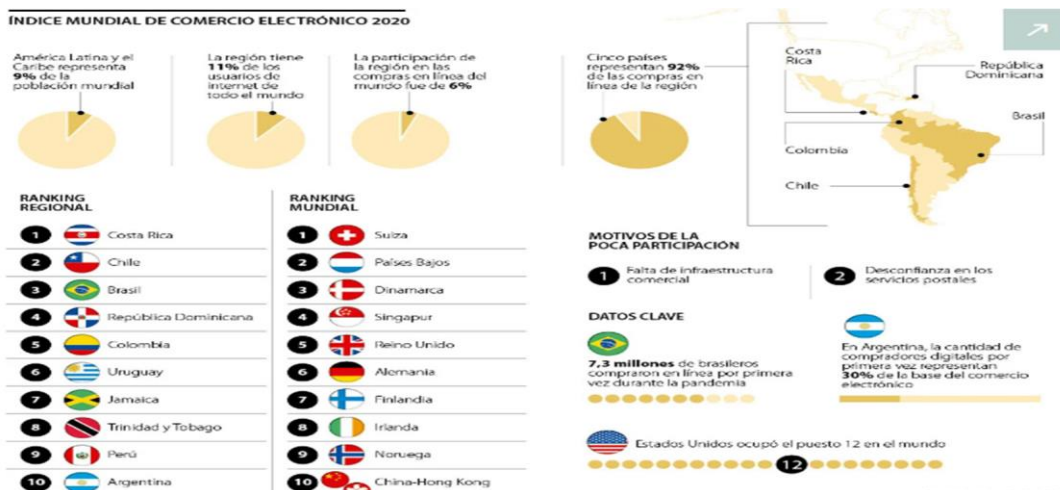 ÍNDICE MUNDIAL DE COMERCIO ELECTRÓNICO 2020
América Latina y el
Caribe representa
9% de la
población mundial
La región tiene
11% de los
usuarios de
internet de
todo el mundo
La participación de
la región en las
compras en línea del
mundo fue de 6%
Cinco países
representan 92%
de las compras en
línea de la región
Costa
Rica
República
Dominicana
Brasil
Colombia
Chile
RANKING
REGIONAL
1 Costa Rica
2 Chile
3 Brasil
4 República Dominicana
5 Colombia
6 Uruguay
7 Jamaica
8 Trinidad y Tobago
9 Perú
10 Argentina
RANKING
MUNDIAL
1 Suiza
2 Países Bajos
3 Dinamarca
4 Singapur
5 Reino Unido
6 Alemania
7 Finlandia
8 Irlanda
9 Noruega
10 China-Hong Kong
MOTIVOS DE LA
POCA PARTICIPACIÓN
1 Falta de infraestructura
comercial
2 Desconfianza en los
servicios postales
DATOS CLAVE
7,3 millones de brasileros
compraron en línea por primera
vez durante la pandemia
En Argentina, la cantidad de
compradores digitales por
primera vez representan
30% de la base del comercio
electrónico
Estados Unidos ocupó el puesto 12 en el mundo
12